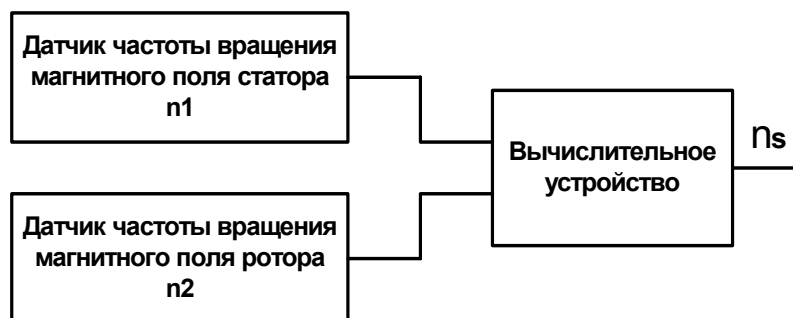 Датчик частоты вращения
магнитного поля статора
n1
Вычислительное
устройство
ns
Датчик частоты вращения
магнитного поля ротора
n2